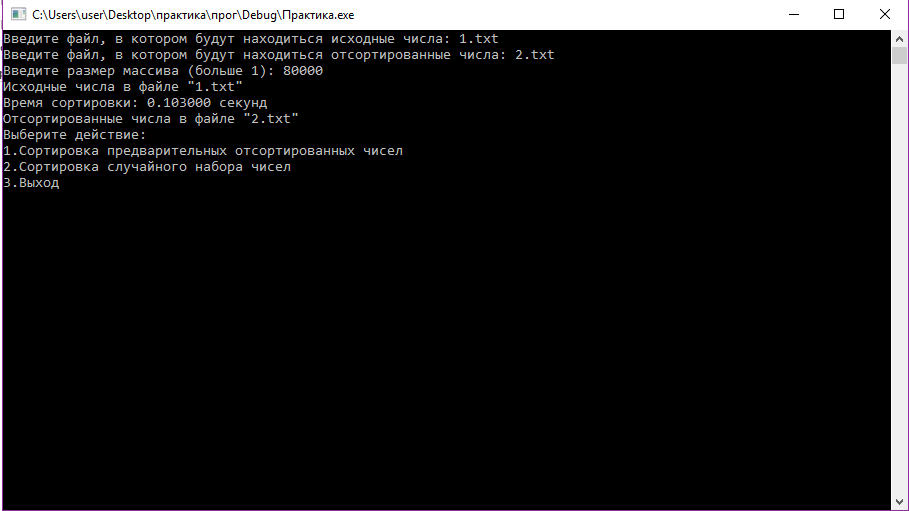 C:\Users\user\Desktop\практика\прог\Debug\Практика.exe
Введите файл, в котором будут находиться исходные числа: 1.txt
Введите файл, в котором будут находиться отсортированные числа: 2.txt
Введите размер массива (больше 1): 80000
Исходные числа в файле "1.txt"
Время сортировки: 0.103000 секунд
Отсортированные числа в файле "2.txt"
Выберите действие:
1.Сортировка предварительных отсортированных чисел
2.Сортировка случайного набора чисел
3.Выход